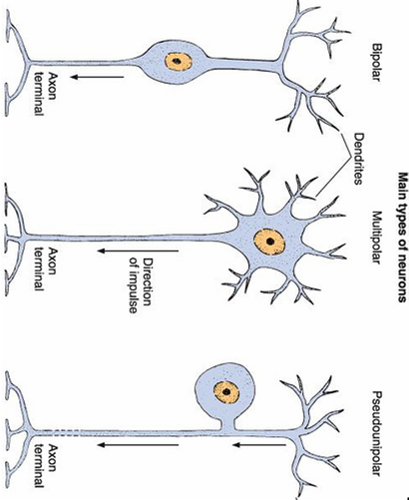 Main types of neurons
Bipolar
Multipolar
Pseudounipolar
Dendrites
Direction
of impulse
Axon
terminal
Axon
terminal
Axon
terminal